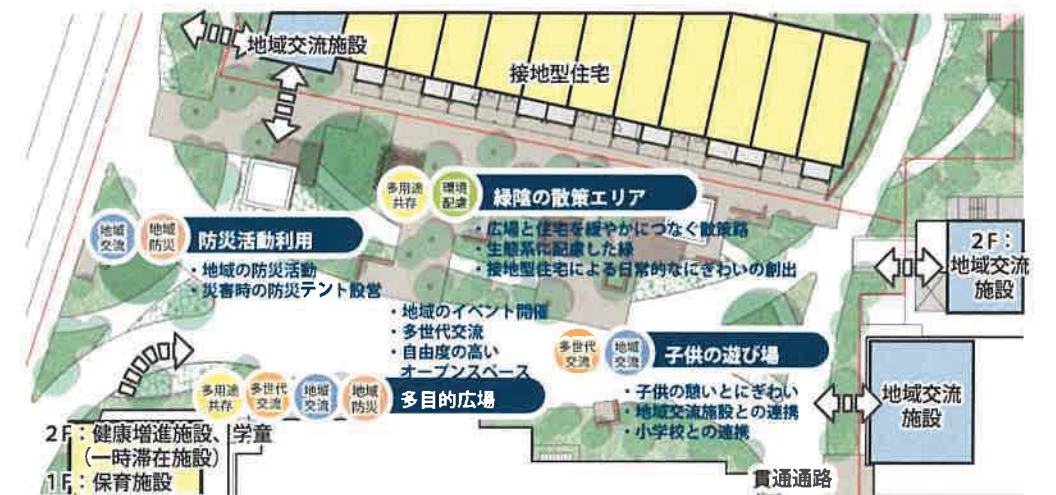 地域交流施設
接地型住宅
多用途共存
環境配慮
緑陰の散策エリア
・広場と住宅を緩やかにつなぐ散策路
・生態系に配慮した緑
・接地型住宅による日常的なにぎわいの創出
地域交流
地域防災
防災活動利用
・地域の防災活動
・災害時の防災テント設営
2F：
地域交流
施設
・地域のイベント開催
・多世代交流
・自由度の高い
オープンスペース
多用途共存
多世代交流
地域交流
地域防災
多目的広場
多世代交流
地域交流
子供の遊び場
・子供の憩いとにぎわい
・地域交流施設との連携
・小学校との連携
地域交流
施設
2F：健康増進施設、学童
（一時滞在施設）
1F：保育施設
貫通通路